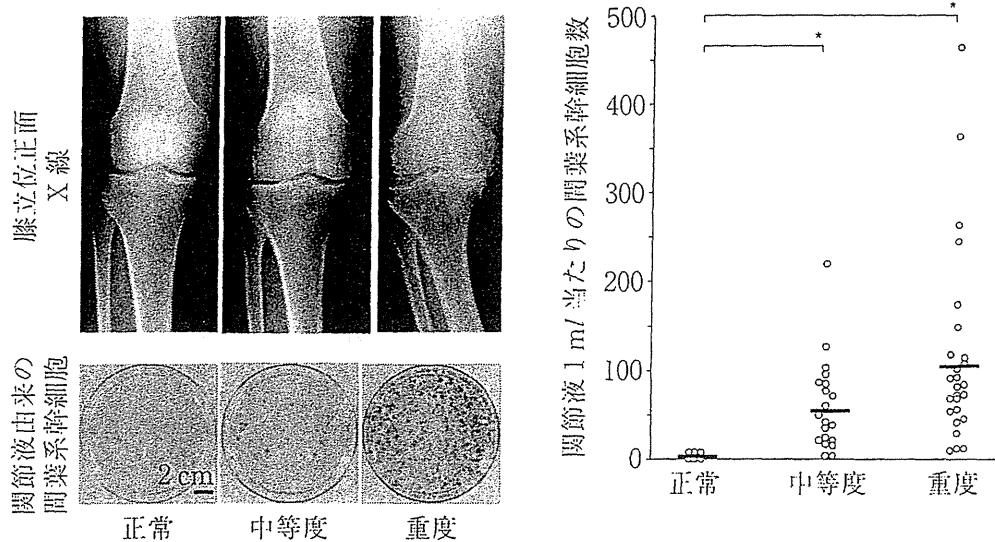 膝立位正面
X 線
関節液由来の
間葉系幹細胞
2 cm
正常 中等度 重度
関節液 1 ml 当たりの間葉系幹細胞数
500
400
300
200
100
0
*
*
正常 中等度 重度